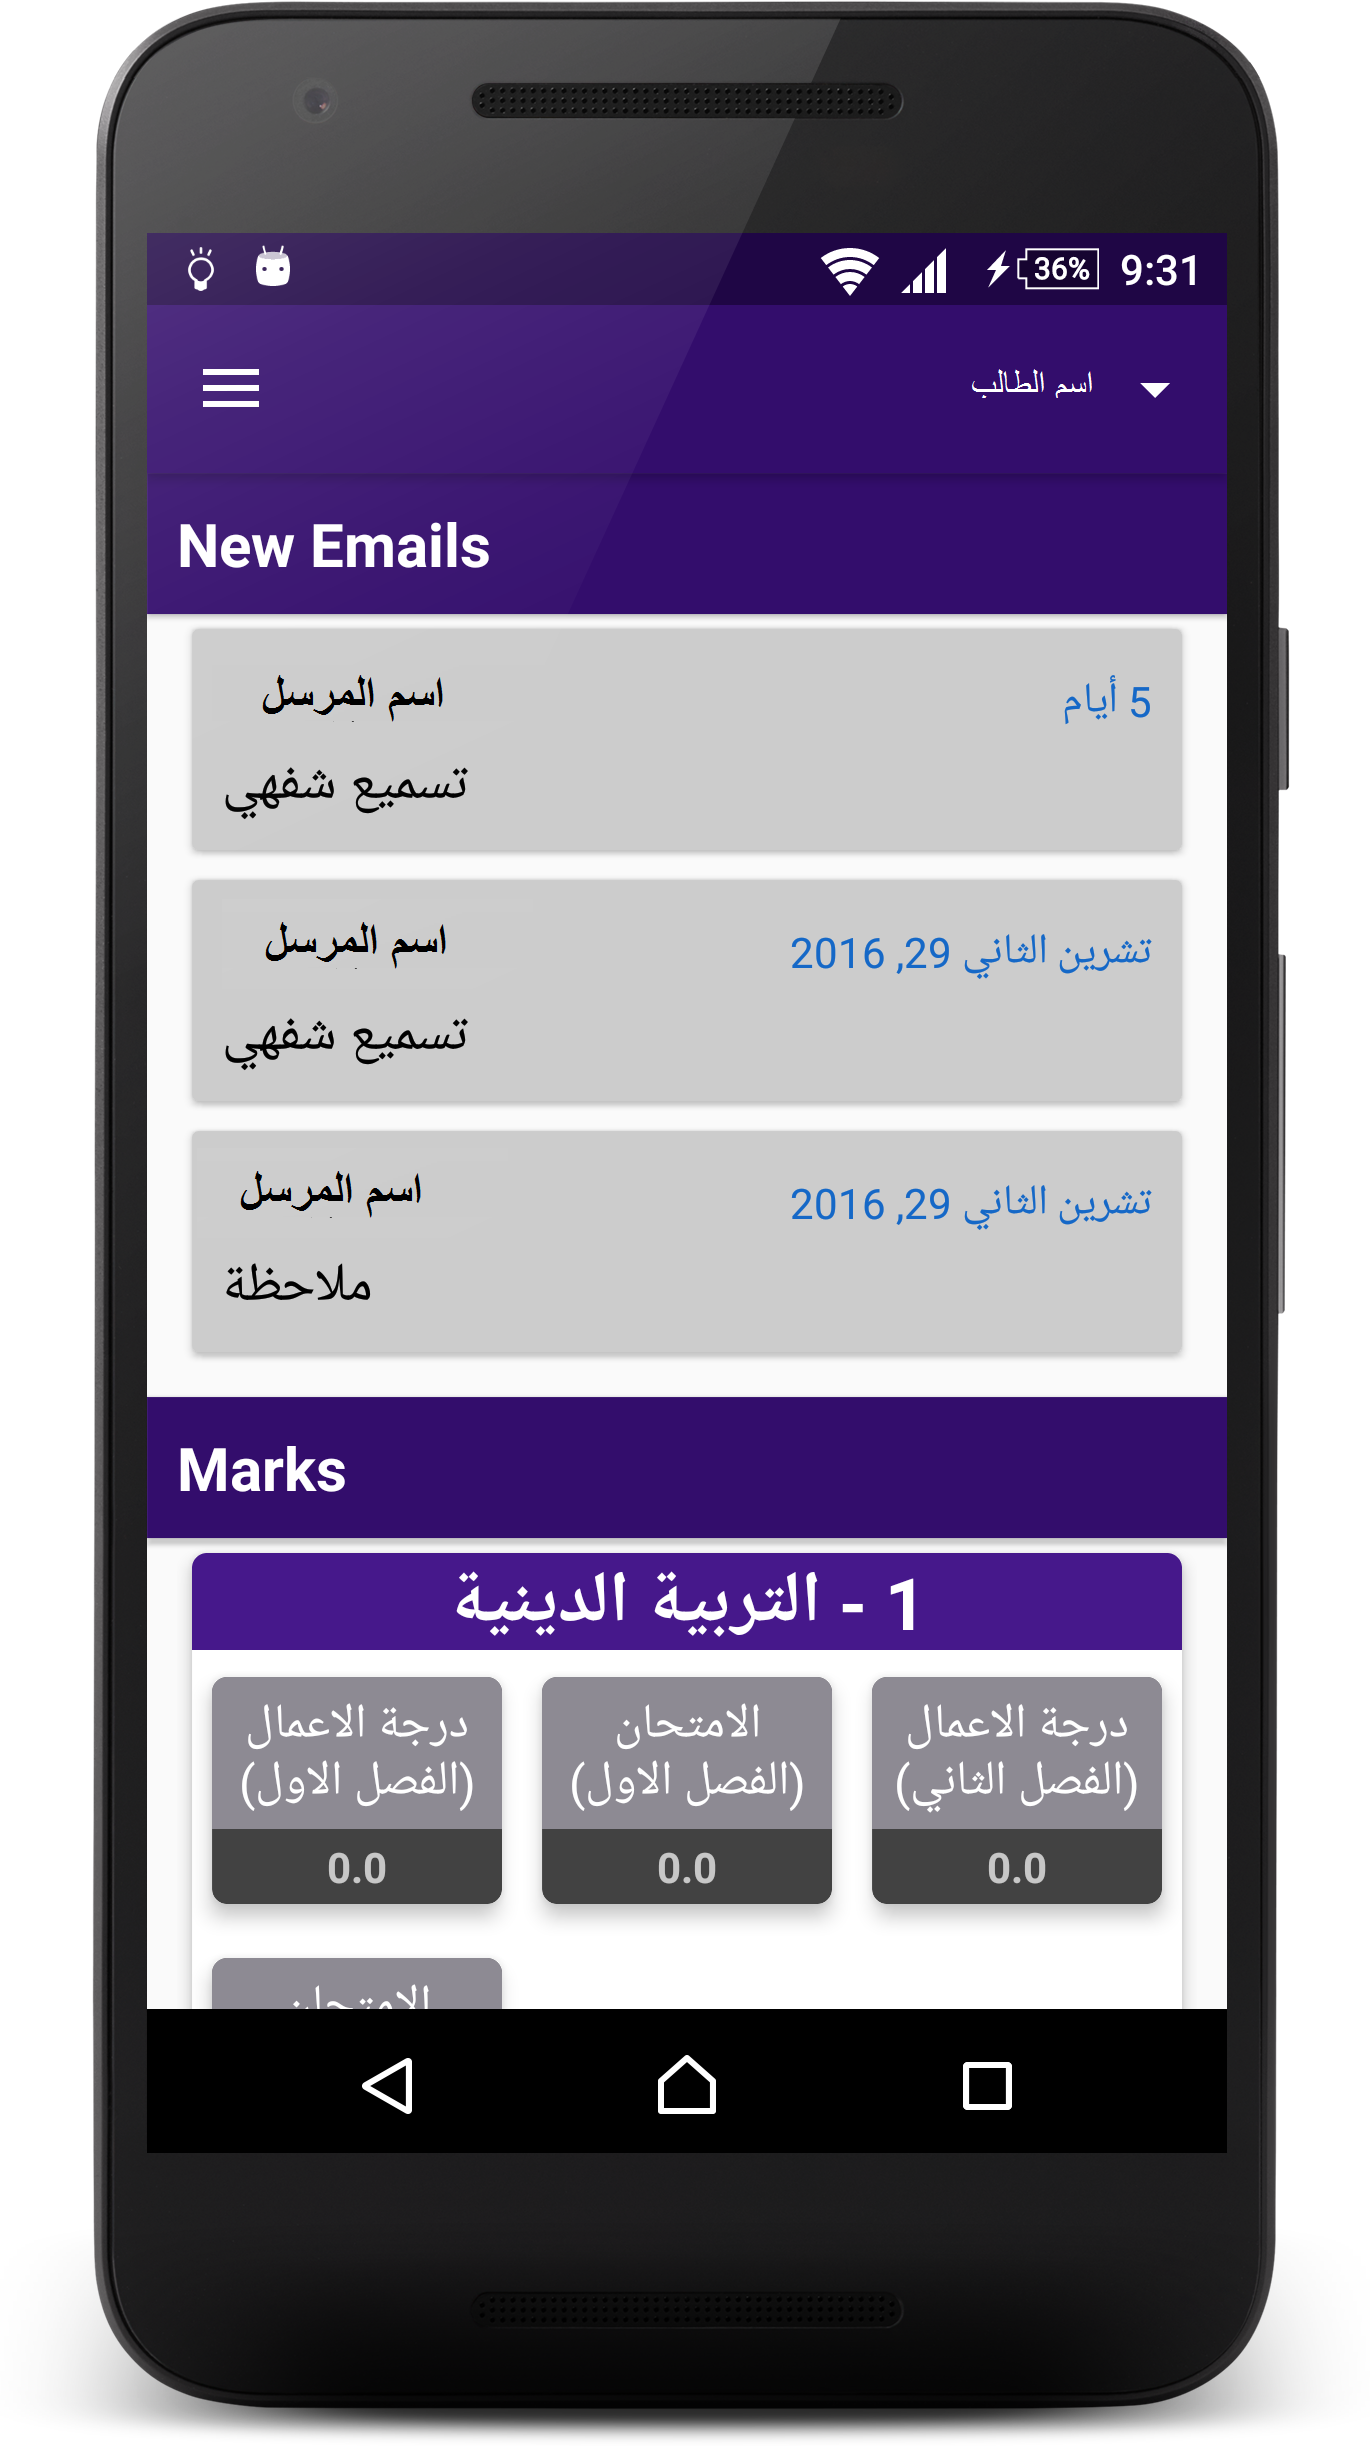 36% 9:31
اسم الطالب
New Emails
اسم المرسل
5 أيام
تسميع شفهي
اسم المرسل
تشرين الثاني 29, 2016
تسميع شفهي
اسم المرسل
تشرين الثاني 29, 2016
ملاحظة
Marks
1 - التربية الدينية
درجة الاعمال
(الفصل الاول)
0.0
الامتحان
(الفصل الاول)
0.0
درجة الاعمال
(الفصل الثاني)
0.0
الامتحان